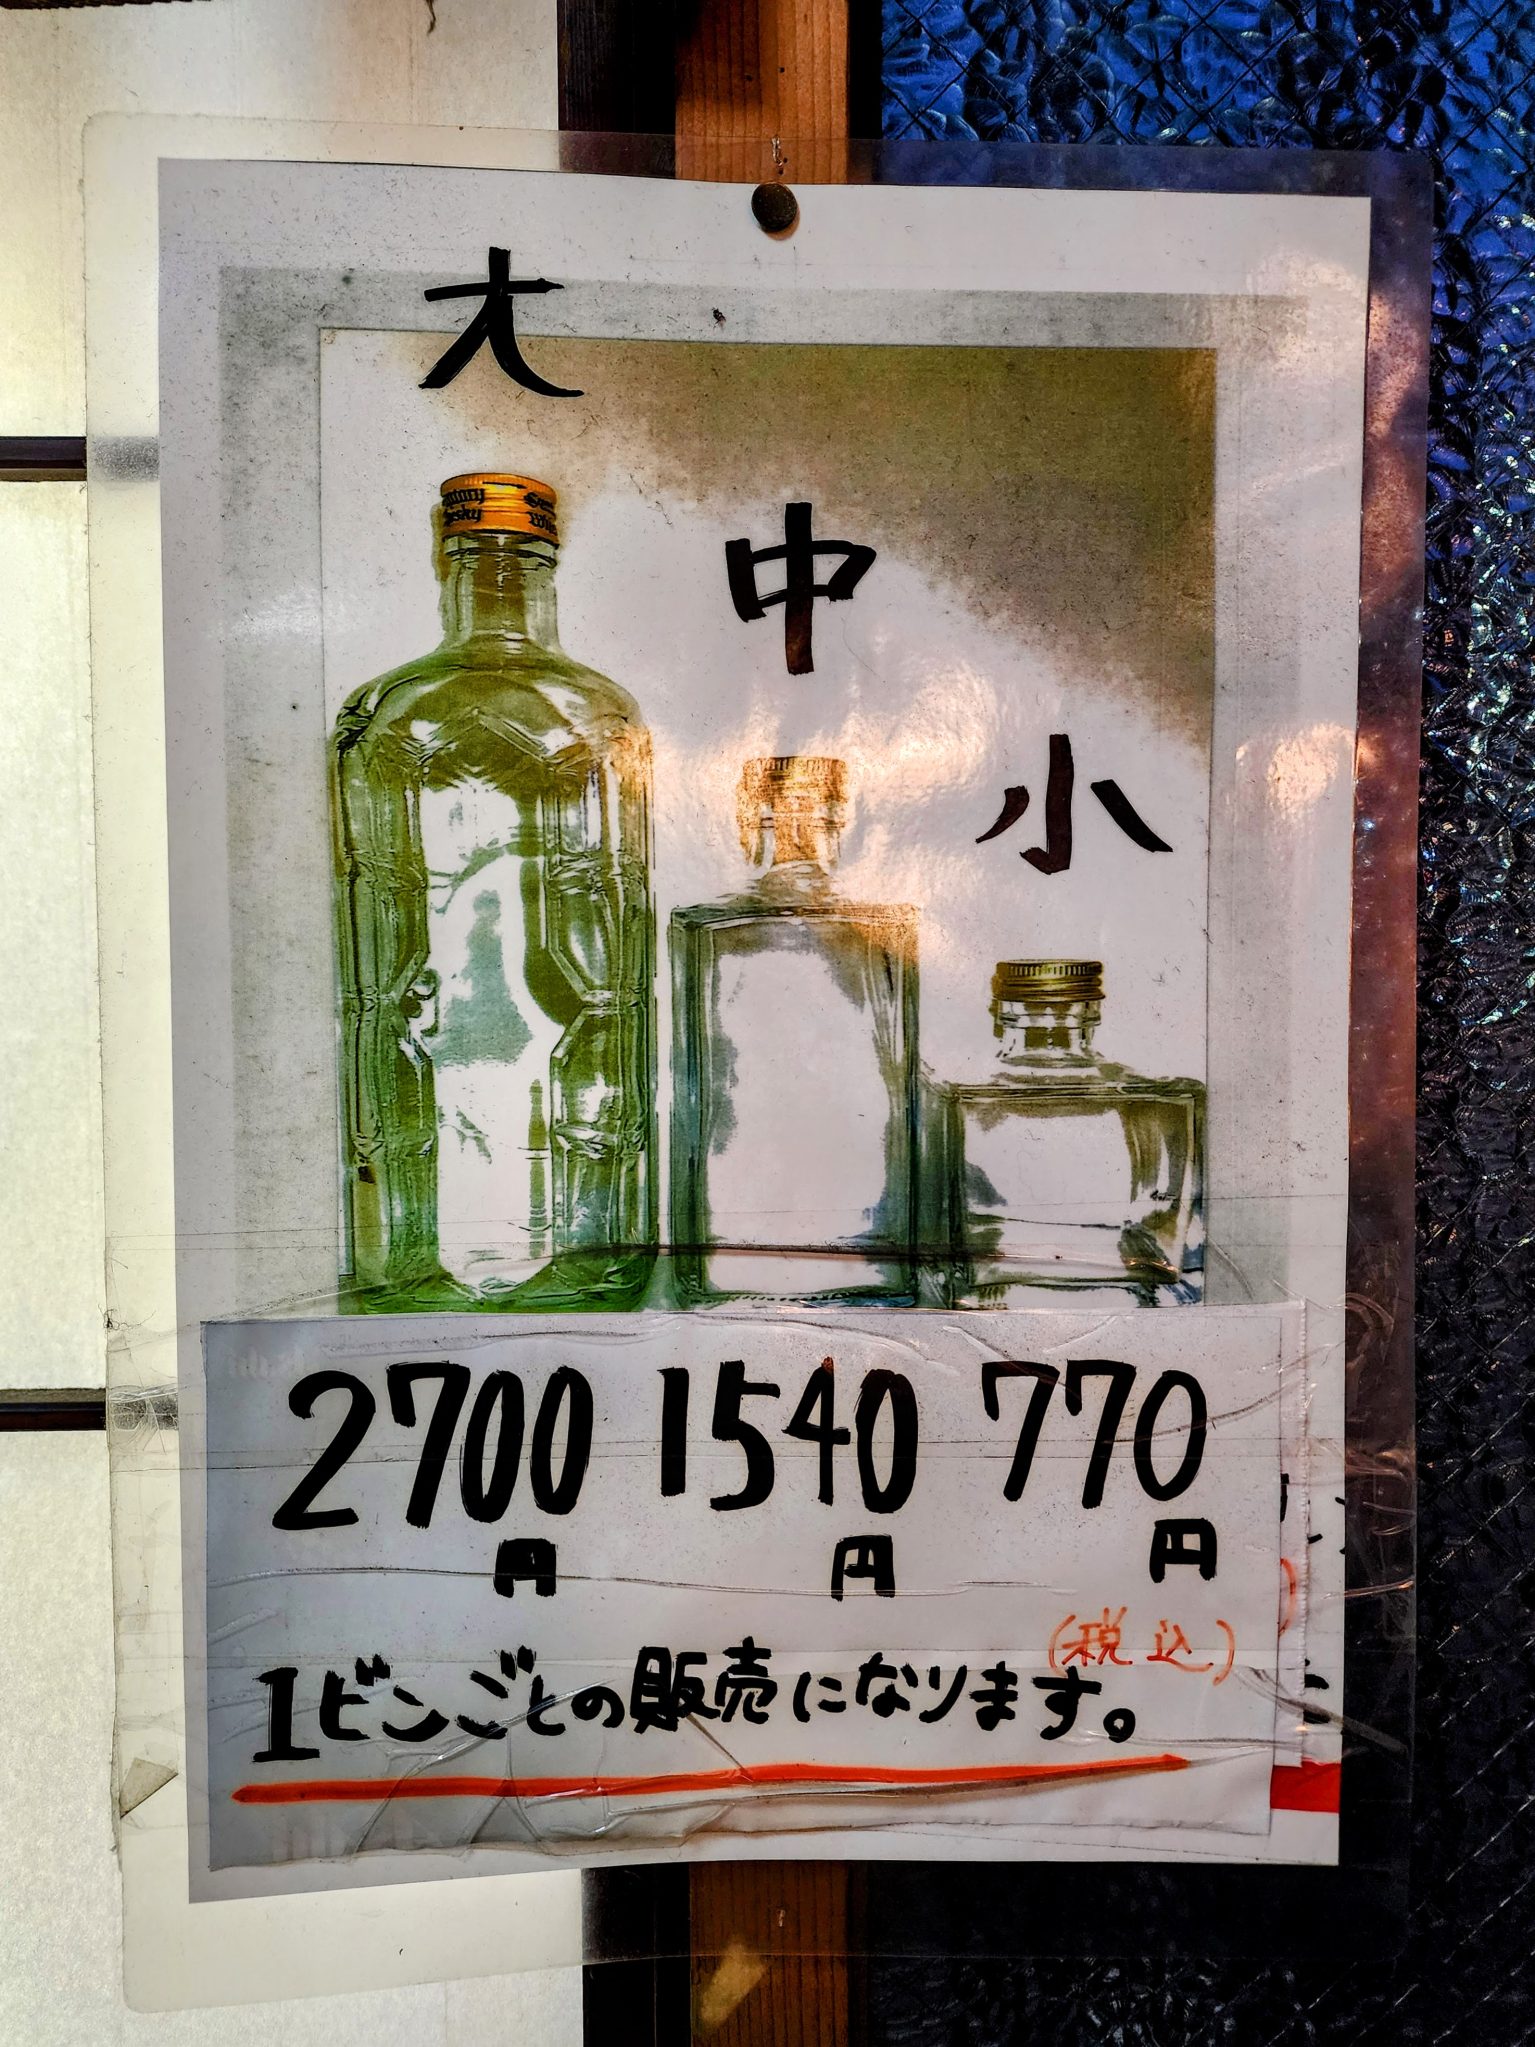 大
中
小
2700 1540 770
円 円 円
(税込)
1ビンごとの販売になります。